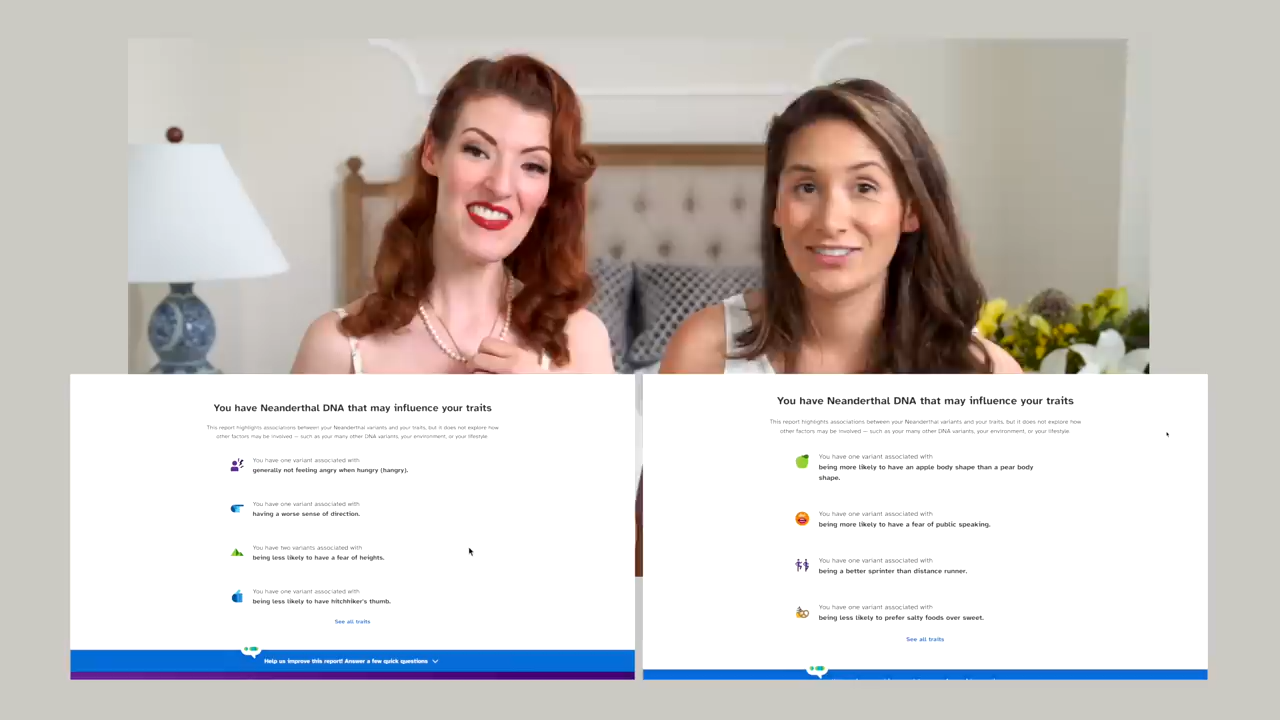 You have Neanderthal DNA that may influence your traits
This report highlights associations between your Neanderthal variants and your traits, but it does not explore how
other factors may be involved — such as your many other DNA variants, your environment, or your lifestyle.
You have one variant associated with
generally not feeling angry when hungry (hangry).
You have one variant associated with
having a worse sense of direction.
You have two variants associated with
being less likely to have a fear of heights.
You have one variant associated with
being less likely to have hitchhiker's thumb.
See all traits
Help us improve this report! Answer a few quick questions
You have Neanderthal DNA that may influence your traits
This report highlights associations between your Neanderthal variants and your traits, but it does not explore how
other factors may be involved — such as your many other DNA variants, your environment, or your lifestyle.
You have one variant associated with
being more likely to have an apple body shape than a pear body
shape.
You have one variant associated with
being more likely to have a fear of public speaking.
You have one variant associated with
being a better sprinter than distance runner.
You have one variant associated with
being less likely to prefer salty foods over sweet.
See all traits